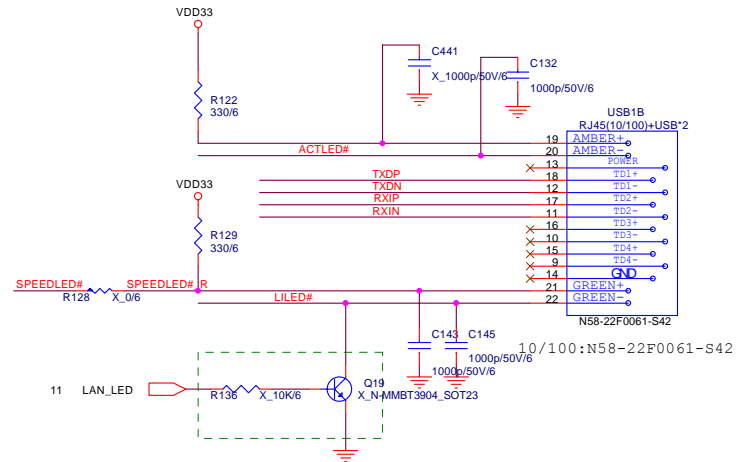 VDD33
C441
X_1000p/50V/6
C132
1000p/50V/6
R122
330/6
USB1B
RJ45(10/100)+USB*2
ACTLED#
19 AMBER+
20 AMBER-
13 POWER
TXDP 18 TD1+
TXDN 12 TD1-
RXIP 17 TD2+
RXIN 11 TD2-
16 TD3+
10 TD3-
15 TD4+
9 TD4-
14 GND
21 GREEN+
22 GREEN-
N58-22F0061-S42
10/100:N58-22F0061-S42
VDD33
R129
330/6
SPEEDLED#
SPEEDLED#_R
R128 X_0/6
LILED#
C143
1000p/50V/6
C145
1000p/50V/6
11 LAN_LED
R136 X_10K/6
Q19
X_N-MMBT3904_SOT23